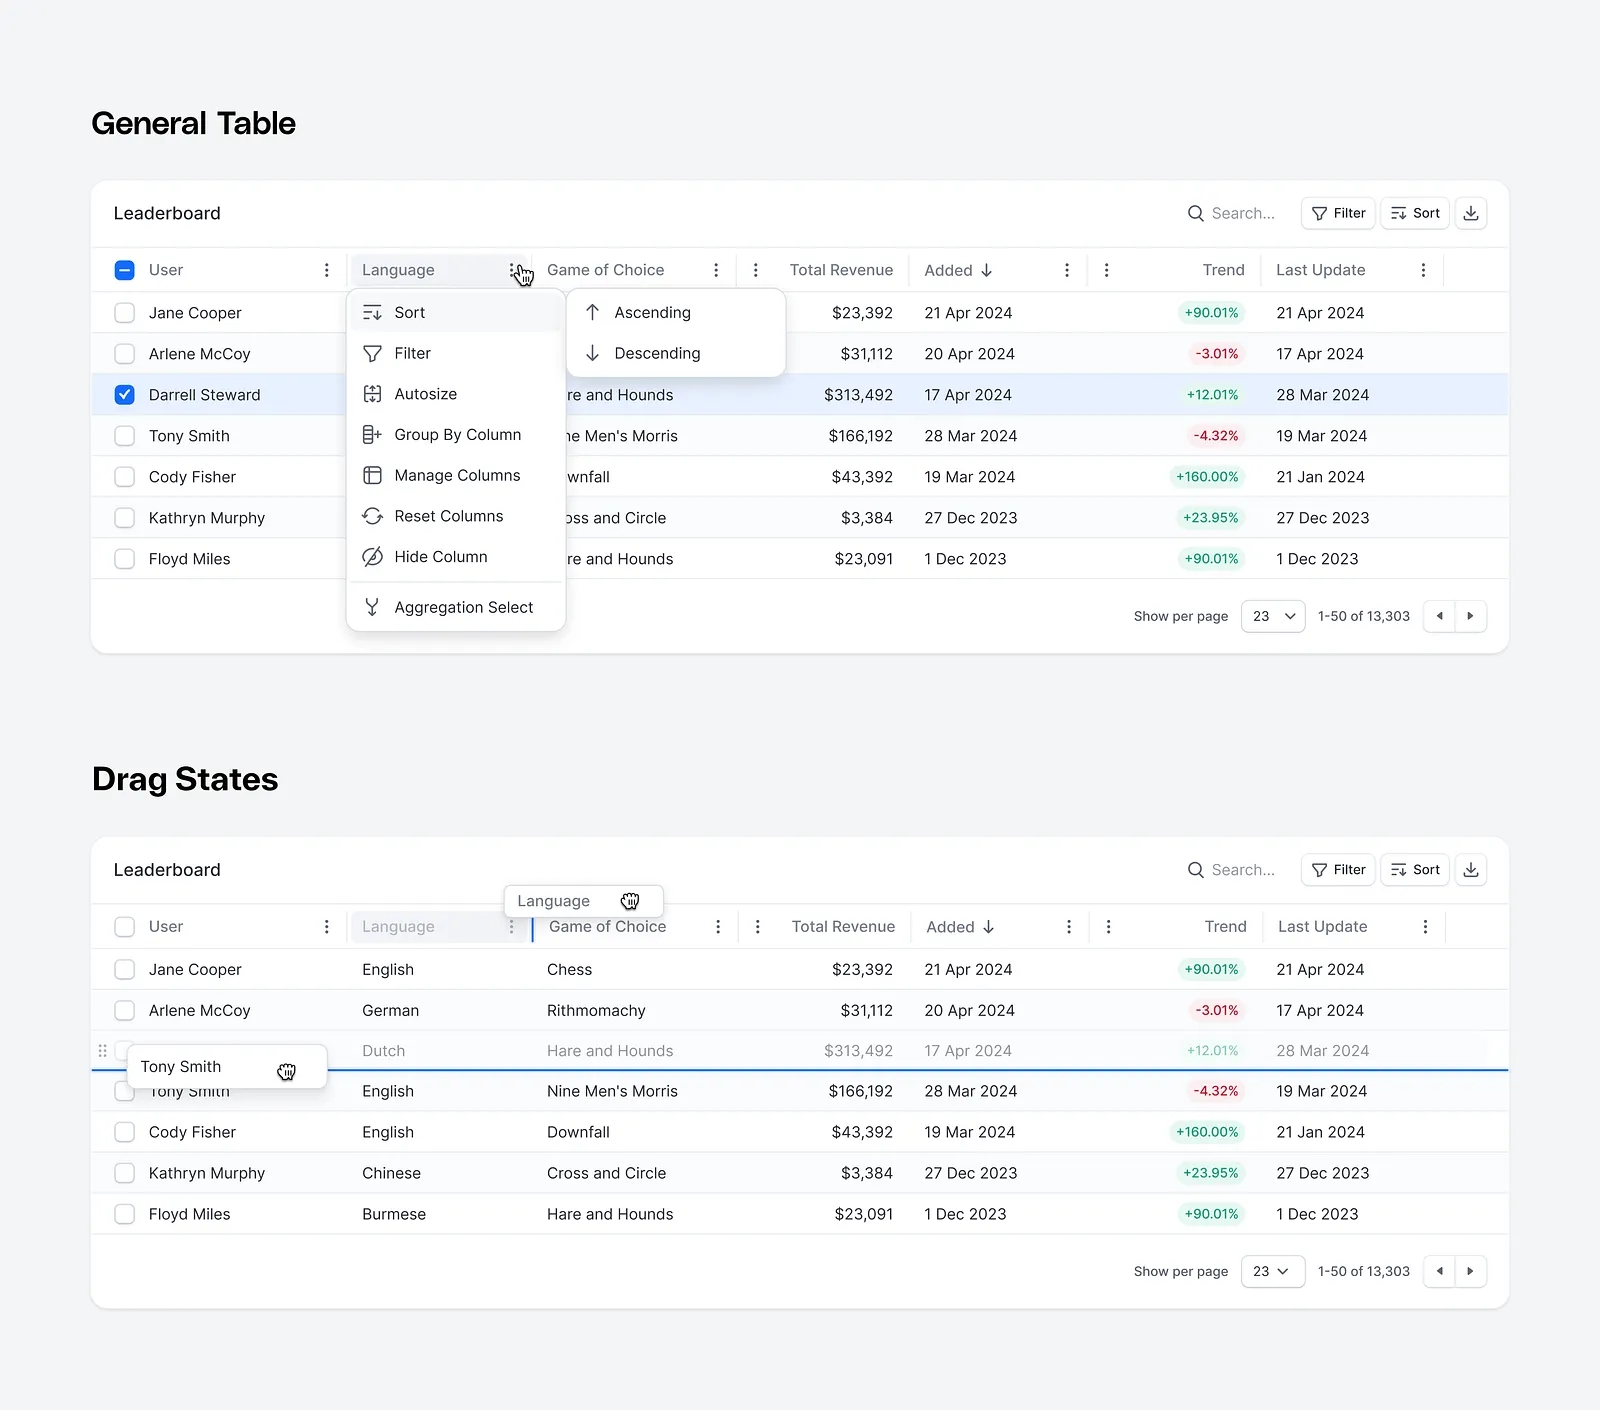 General Table
Leaderboard Search... Filter Sort
User Language Game of Choice Total Revenue Added Trend Last Update
Jane Cooper Sort Ascending $23,392 21 Apr 2024 +90.01% 21 Apr 2024
Arlene McCoy Filter Descending $31,112 20 Apr 2024 -3.01% 17 Apr 2024
Darrell Steward Autosize re and Hounds $313,492 17 Apr 2024 +12.01% 28 Mar 2024
Tony Smith Group By Column ne Men's Morris $166,192 28 Mar 2024 -4.32% 19 Mar 2024
Cody Fisher Manage Columns wnfall $43,392 19 Mar 2024 +160.00% 21 Jan 2024
Kathryn Murphy Reset Columns oss and Circle $3,384 27 Dec 2023 +23.95% 27 Dec 2023
Floyd Miles Hide Column re and Hounds $23,091 1 Dec 2023 +90.01% 1 Dec 2023
Aggregation Select
Show per page 23 1-50 of 13,303
Drag States
Leaderboard Search... Filter Sort
Language
User Language Game of Choice Total Revenue Added Trend Last Update
Jane Cooper English Chess $23,392 21 Apr 2024 +90.01% 21 Apr 2024
Arlene McCoy German Rithmomachy $31,112 20 Apr 2024 -3.01% 17 Apr 2024
Dutch Hare and Hounds $313,492 17 Apr 2024 +12.01% 28 Mar 2024
Tony Smith
Tony Smith English Nine Men's Morris $166,192 28 Mar 2024 -4.32% 19 Mar 2024
Cody Fisher English Downfall $43,392 19 Mar 2024 +160.00% 21 Jan 2024
Kathryn Murphy Chinese Cross and Circle $3,384 27 Dec 2023 +23.95% 27 Dec 2023
Floyd Miles Burmese Hare and Hounds $23,091 1 Dec 2023 +90.01% 1 Dec 2023
Show per page 23 1-50 of 13,303